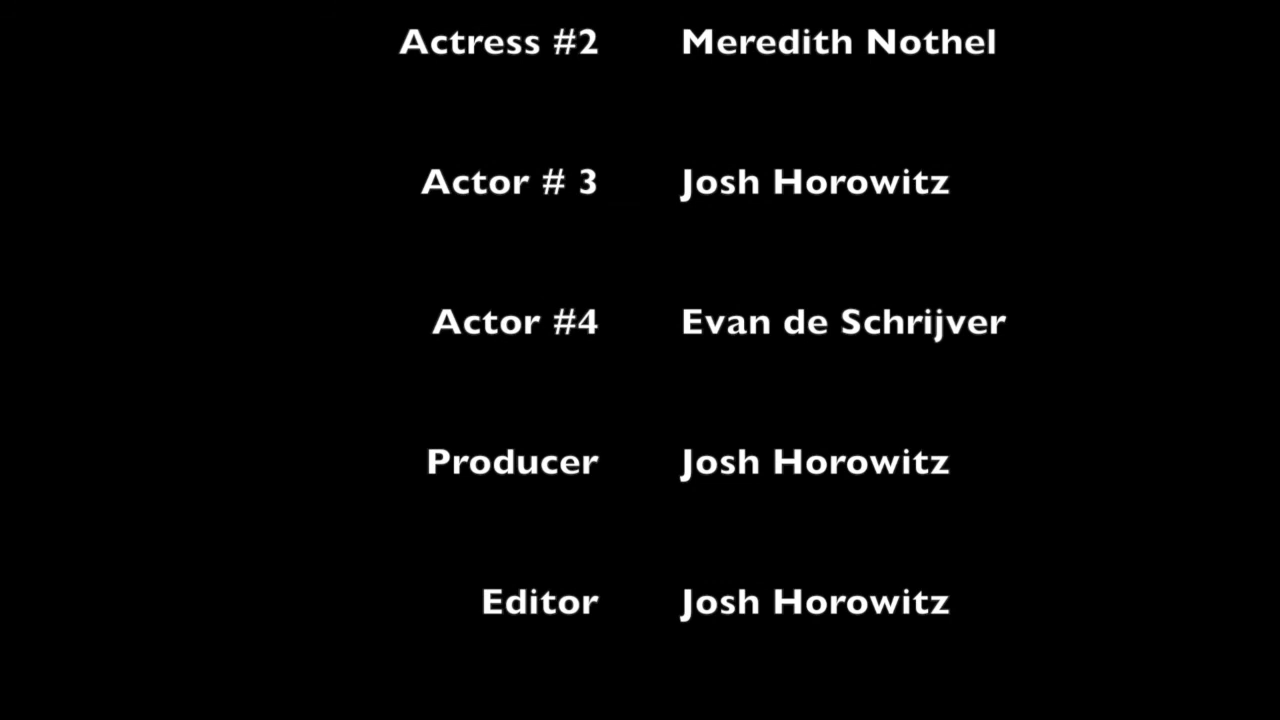 Actress #2 Meredith Nothel
Actor # 3 Josh Horowitz
Actor #4 Evan de Schrijver
Producer Josh Horowitz
Editor Josh Horowitz